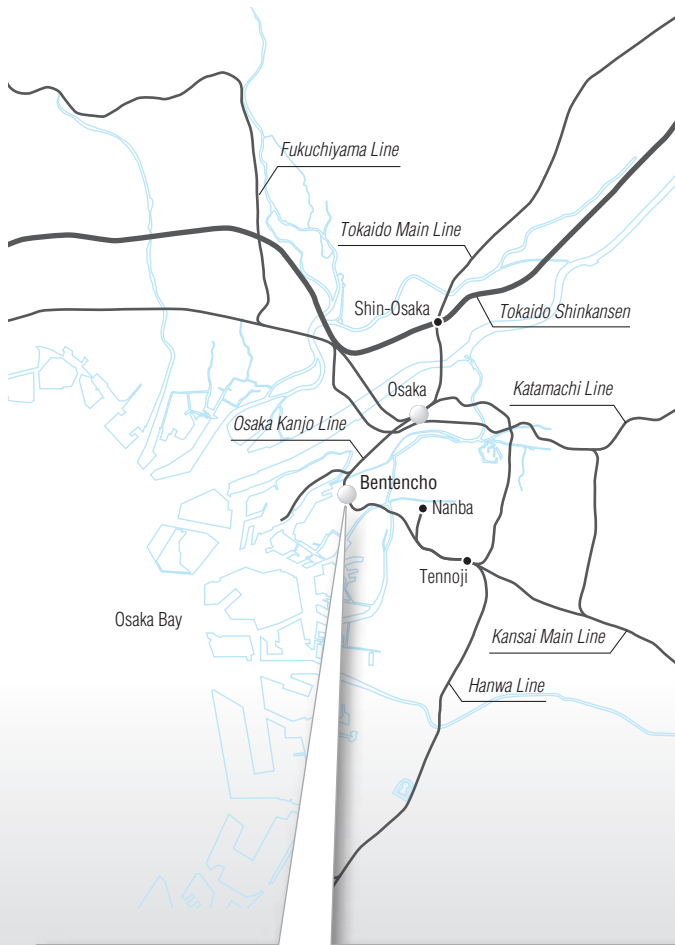 Fukuchiyama Line
Tokaido Main Line
Shin-Osaka
Tokaido Shinkansen
Osaka
Katamachi Line
Osaka Kanjo Line
Bentencho
Nanba
Tennoji
Osaka Bay
Kansai Main Line
Hanwa Line